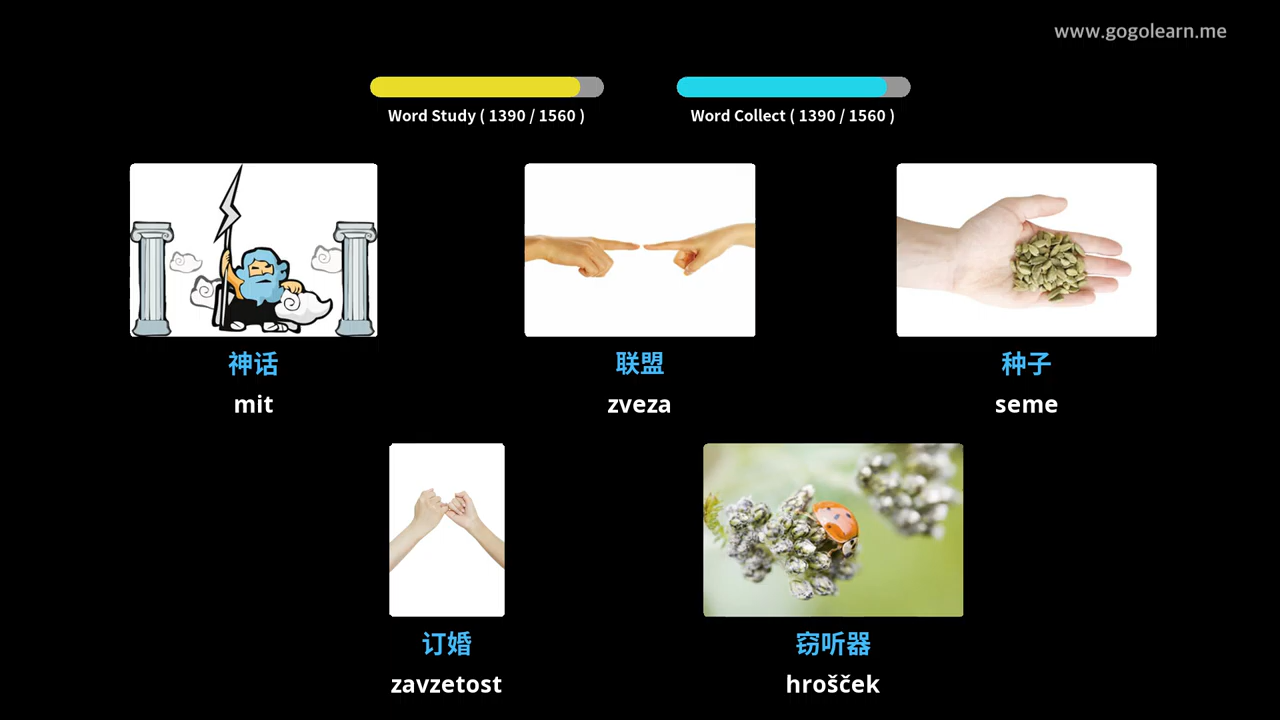 www.gogolearn.me
Word Study ( 1390 / 1560 )
Word Collect ( 1390 / 1560 )
神话
联盟
种子
mit
zveza
seme
订婚
窃听器
zavzetost
hrošček